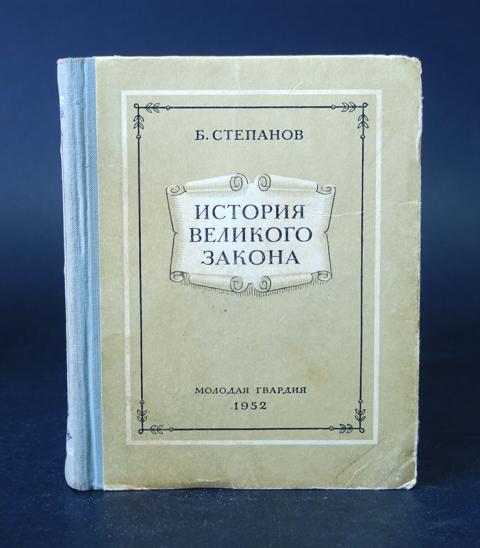 Б. СТЕПАНОВ
ИСТОРИЯ
ВЕЛИКОГО
ЗАКОНА
МОЛОДАЯ ГВАРДИЯ
1952